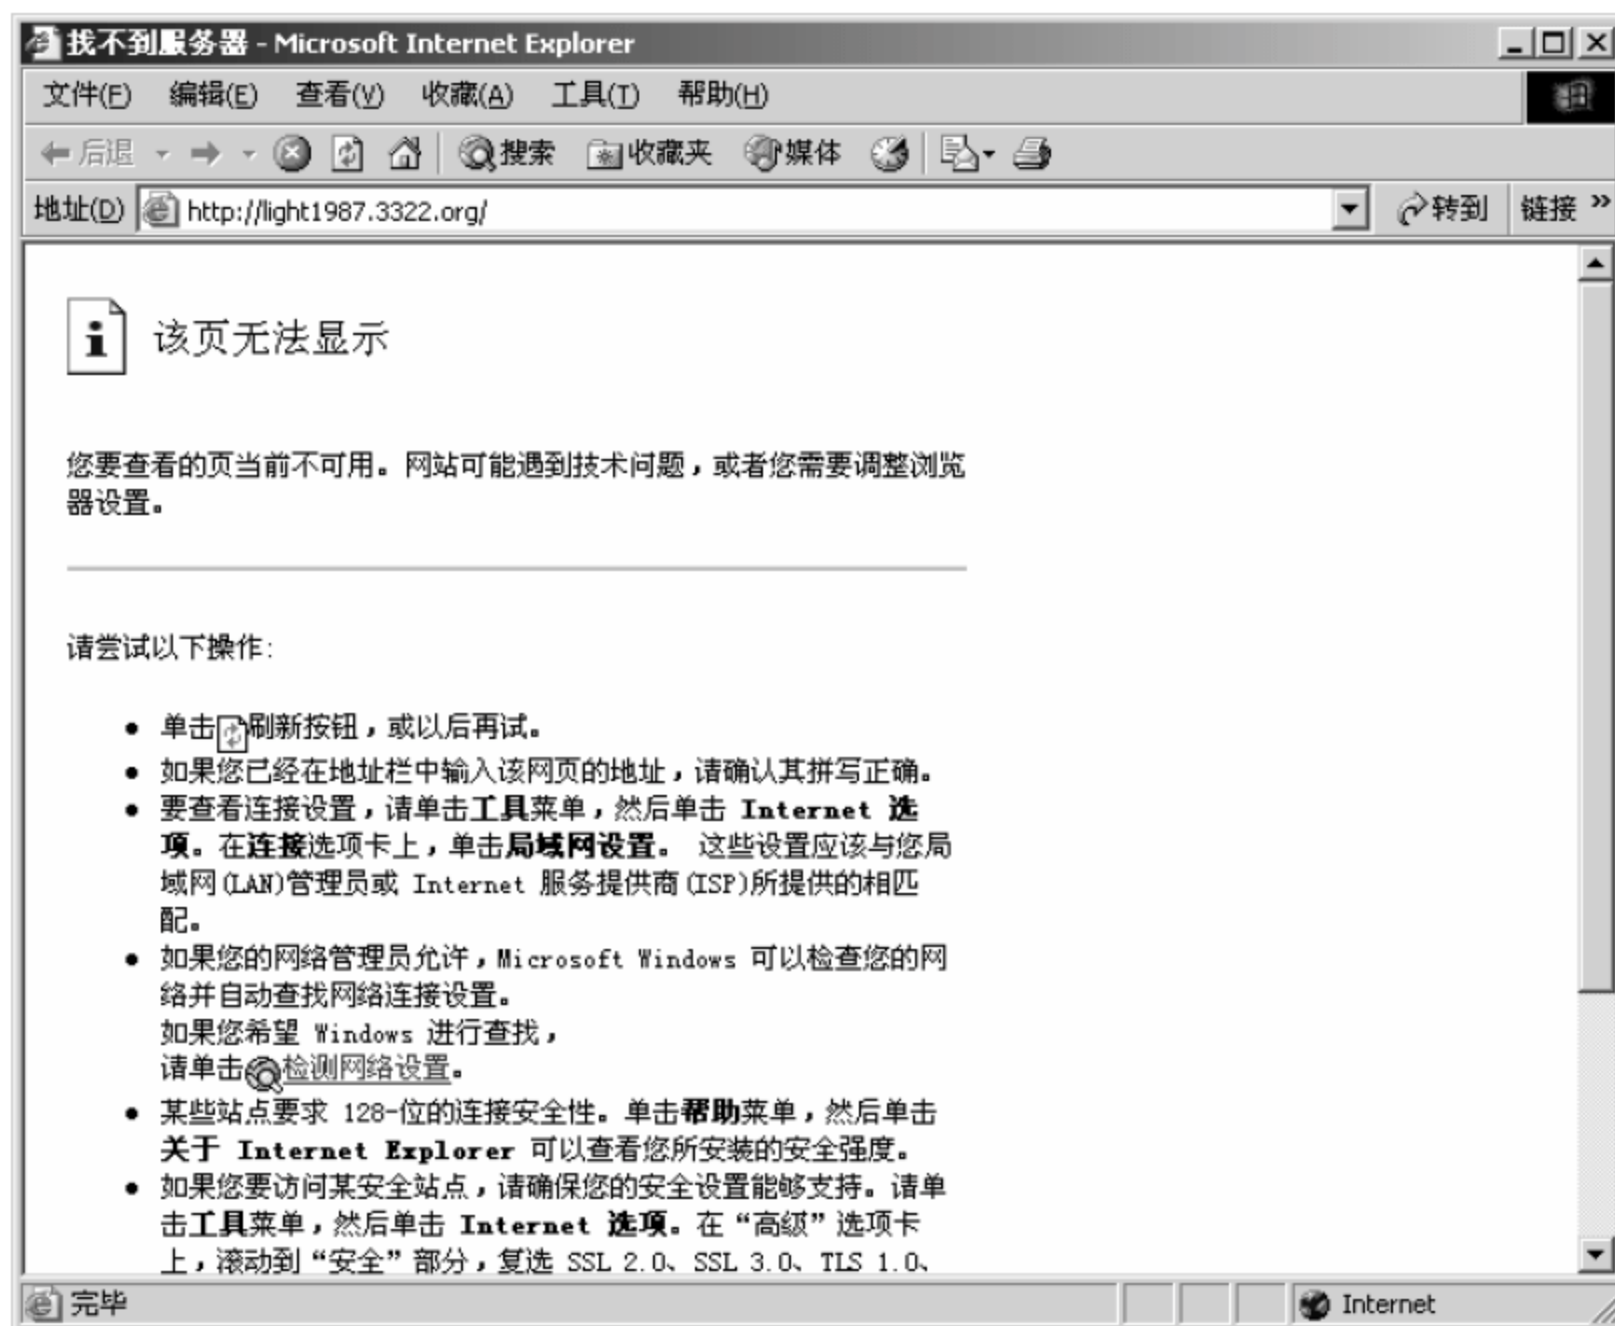 找不到服务器 - Microsoft Internet Explorer
文件(F) 编辑(E) 查看(V) 收藏(A) 工具(T) 帮助(H)
后退 搜索 收藏夹 媒体
地址(D) http://light1987.3322.org/ 转到 链接 »
该页无法显示
您要查看的页当前不可用。网站可能遇到技术问题，或者您需要调整浏览
器设置。
请尝试以下操作:
• 单击刷新按钮，或以后再试。
• 如果您已经在地址栏中输入该网页的地址，请确认其拼写正确。
• 要查看连接设置，请单击工具菜单，然后单击 Internet 选
项。在连接选项卡上，单击局域网设置。 这些设置应该与您局
域网(LAN)管理员或 Internet 服务提供商(ISP)所提供的相匹
配。
• 如果您的网络管理员允许，Microsoft Windows 可以检查您的网
络并自动查找网络连接设置。
如果您希望 Windows 进行查找，
请单击检测网络设置。
• 某些站点要求 128-位的连接安全性。单击帮助菜单，然后单击
关于 Internet Explorer 可以查看您所安装的安全强度。
• 如果您要访问某安全站点，请确保您的安全设置能够支持。请单
击工具菜单，然后单击 Internet 选项。在“高级”选项卡
上，滚动到“安全”部分，复选 SSL 2.0、SSL 3.0、TLS 1.0、
完毕 Internet